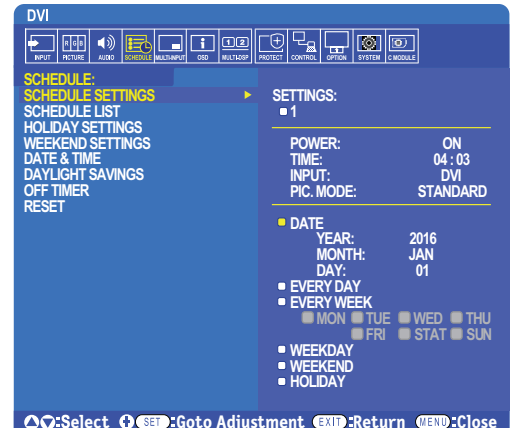 DVI
INPUT PICTURE AUDIO SCHEDULE MULTI-INPUT OSD MULTI-DSP PROTECT CONTROL OPTION SYSTEM C MODULE
SCHEDULE:
SCHEDULE SETTINGS
SCHEDULE LIST
HOLIDAY SETTINGS
WEEKEND SETTINGS
DATE & TIME
DAYLIGHT SAVINGS
OFF TIMER
RESET
SETTINGS:
1
POWER: ON
TIME: 04 : 03
INPUT: DVI
PIC. MODE: STANDARD
DATE
YEAR: 2016
MONTH: JAN
DAY: 01
EVERY DAY
EVERY WEEK
MON TUE WED THU
FRI STAT SUN
WEEKDAY
WEEKEND
HOLIDAY
:Select SET :Goto Adjustment EXIT :Return MENU :Close